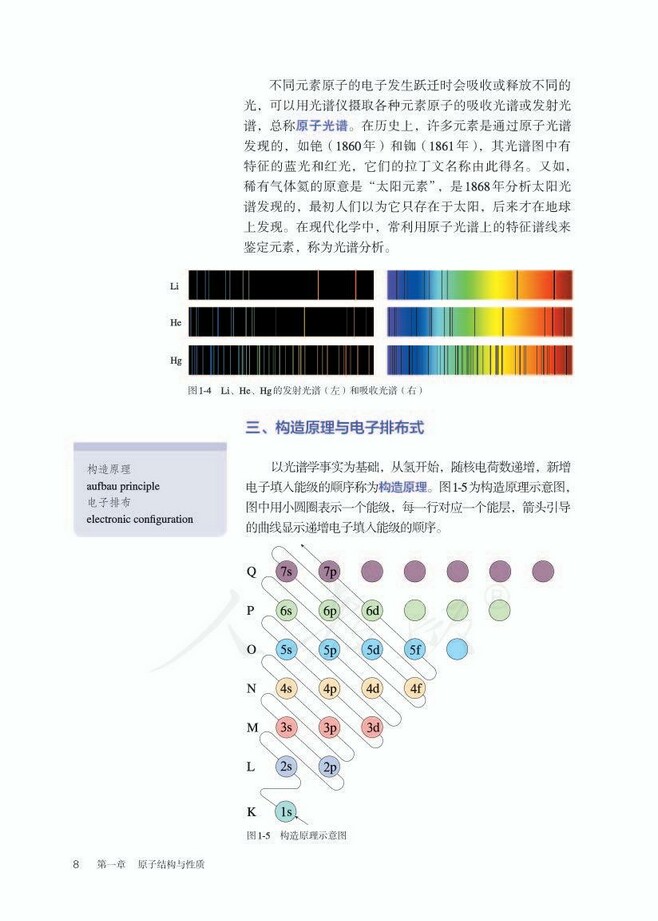 不同元素原子的电子发生跃迁时会吸收或释放不同的
光，可以用光谱仪摄取各种元素原子的吸收光谱或发射光
谱，总称原子光谱。在历史上，许多元素是通过原子光谱
发现的，如铯（1860年）和铷（1861年），其光谱图中有
特征的蓝光和红光，它们的拉丁文名称由此得名。又如，
稀有气体氦的原意是“太阳元素”，是1868年分析太阳光
谱发现的，最初人们以为它只存在于太阳，后来才在地球
上发现。在现代化学中，常利用原子光谱上的特征谱线来
鉴定元素，称为光谱分析。
Li
He
Hg
图1-4 Li、He、Hg的发射光谱（左）和吸收光谱（右）
三、构造原理与电子排布式
构造原理
aufbau principle
电子排布
electronic configuration
以光谱学事实为基础，从氢开始，随核电荷数递增，新增
电子填入能级的顺序称为构造原理。图1-5为构造原理示意图，
图中用小圆圈表示一个能级，每一行对应一个能层，箭头引导
的曲线显示递增电子填入能级的顺序。
Q 7s 7p
P 6s 6p 6d
O 5s 5p 5d 5f
N 4s 4p 4d 4f
M 3s 3p 3d
L 2s 2p
K 1s
图1-5 构造原理示意图
8 第一章 原子结构与性质